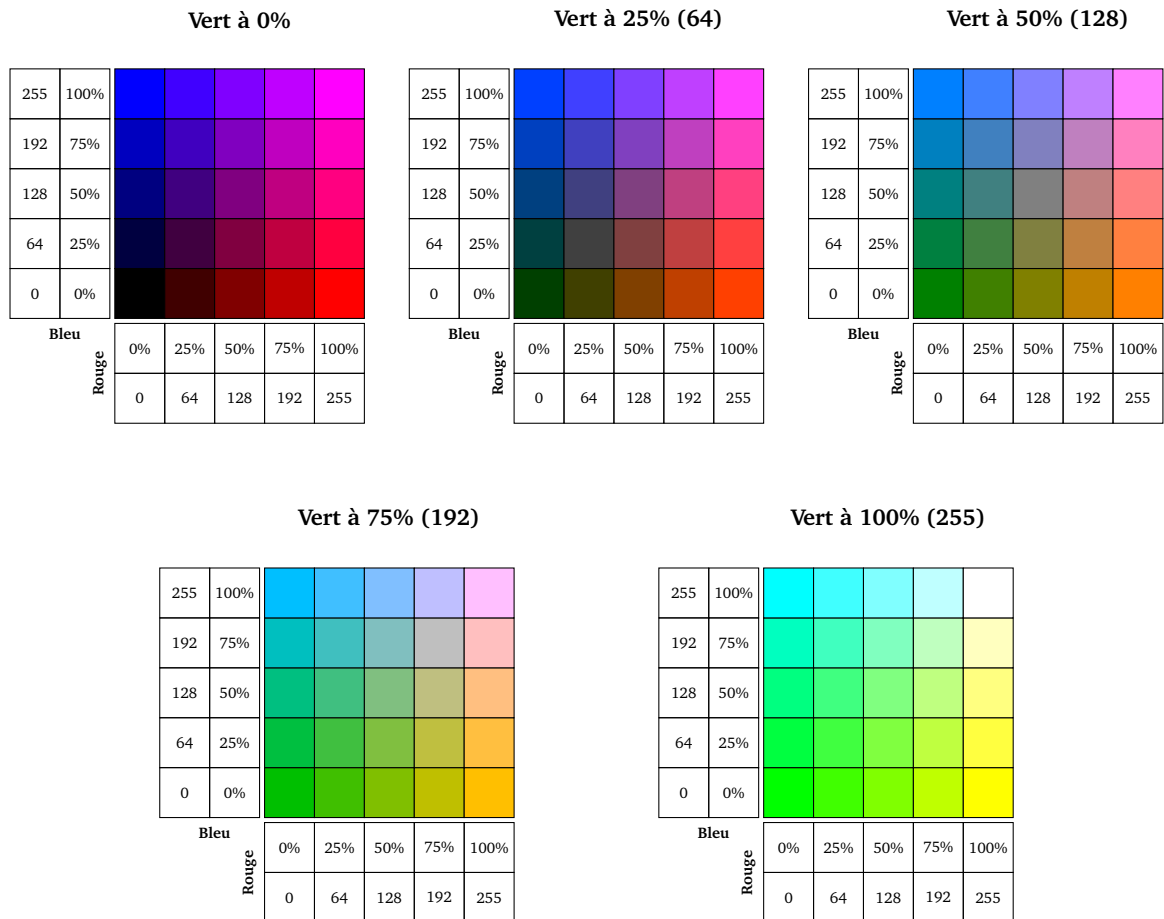 Vert à 0%
255 100%
192 75%
128 50%
64 25%
0 0%
Bleu
Rouge
0% 25% 50% 75% 100%
0 64 128 192 255
Vert à 25% (64)
255 100%
192 75%
128 50%
64 25%
0 0%
Bleu
Rouge
0% 25% 50% 75% 100%
0 64 128 192 255
Vert à 50% (128)
255 100%
192 75%
128 50%
64 25%
0 0%
Bleu
Rouge
0% 25% 50% 75% 100%
0 64 128 192 255
Vert à 75% (192)
255 100%
192 75%
128 50%
64 25%
0 0%
Bleu
Rouge
0% 25% 50% 75% 100%
0 64 128 192 255
Vert à 100% (255)
255 100%
192 75%
128 50%
64 25%
0 0%
Bleu
Rouge
0% 25% 50% 75% 100%
0 64 128 192 255